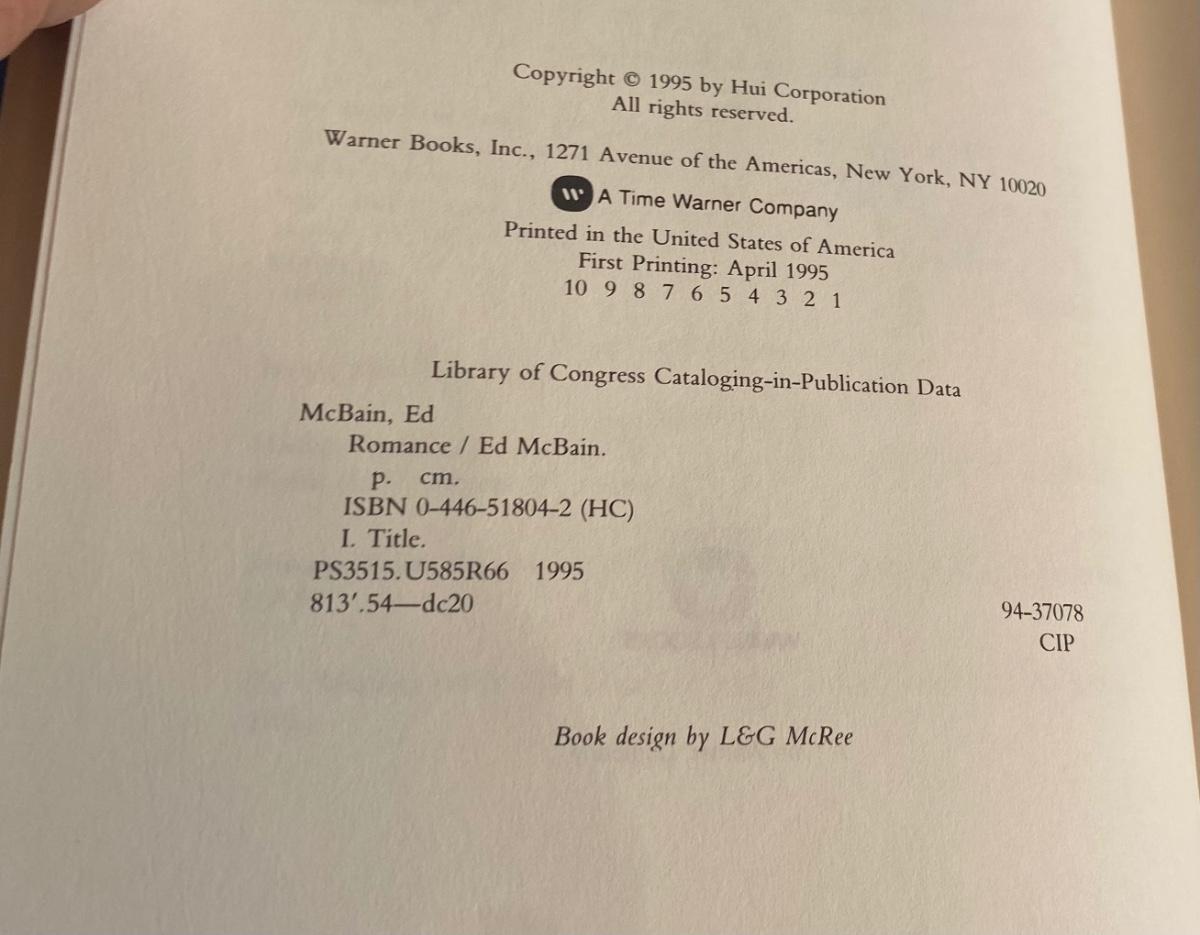 Copyright © 1995 by Hui Corporation
All rights reserved.
Warner Books, Inc., 1271 Avenue of the Americas, New York, NY 10020
W A Time Warner Company
Printed in the United States of America
First Printing: April 1995
10 9 8 7 6 5 4 3 2 1
Library of Congress Cataloging-in-Publication Data
McBain, Ed
Romance / Ed McBain.
p. cm.
ISBN 0-446-51804-2 (HC)
I. Title.
PS3515.U585R66 1995
813′.54—dc20
94-37078
CIP
Book design by L&G McRee